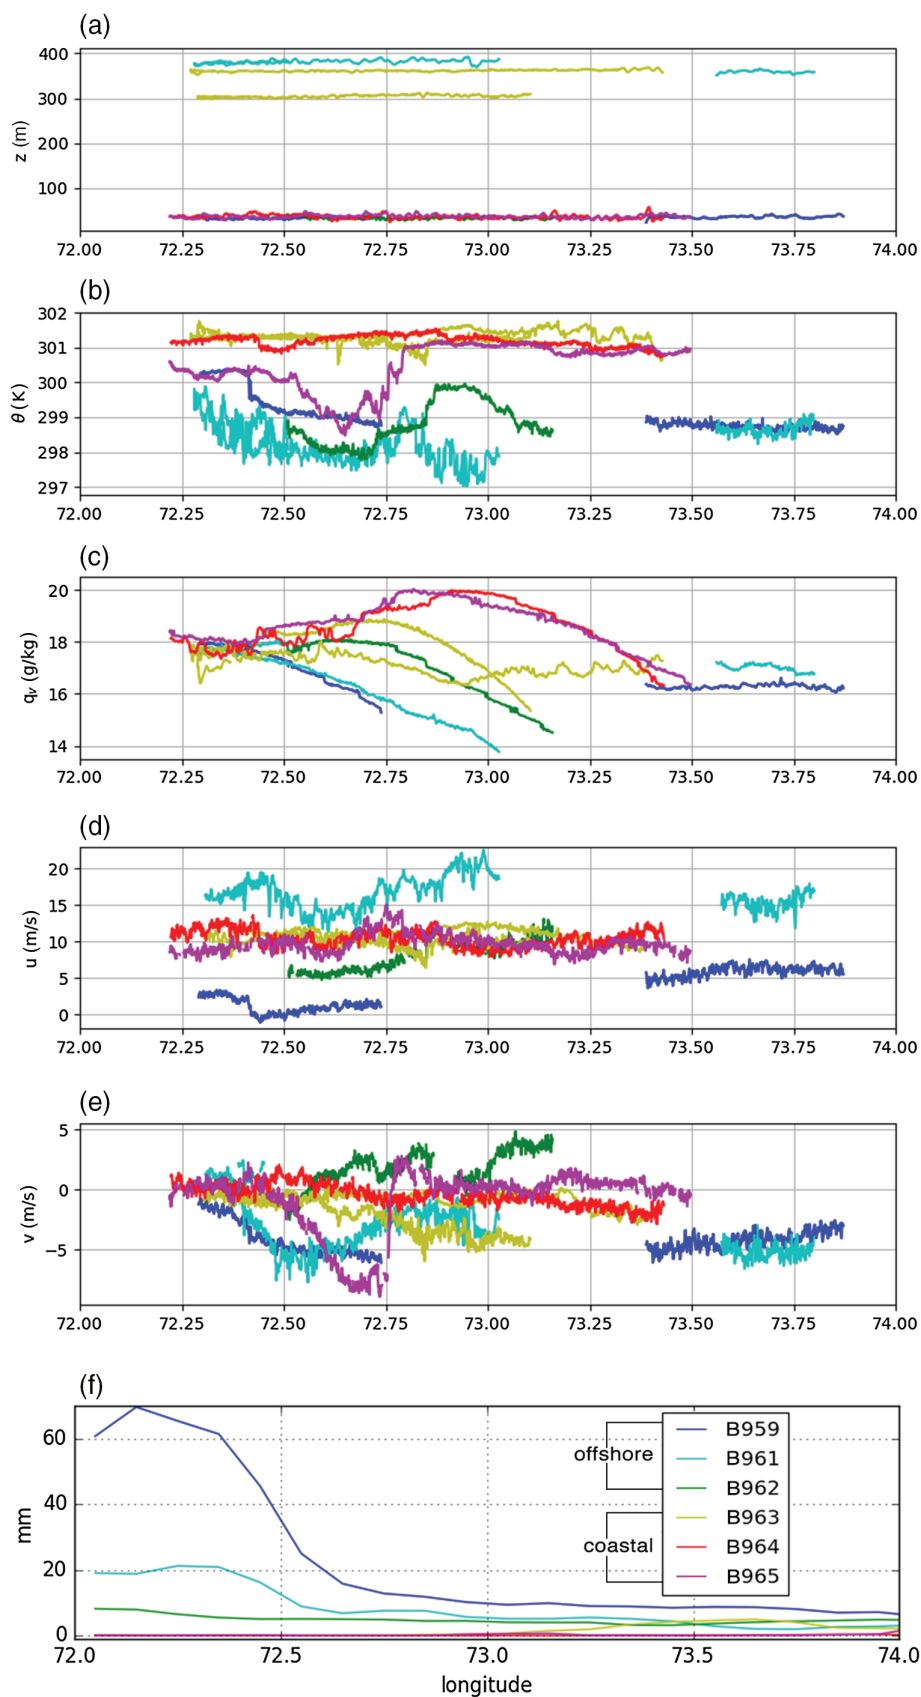 (a)
400
300
200
100
z (m)
72.00 72.25 72.50 72.75 73.00 73.25 73.50 73.75 74.00
(b)
302
301
300
299
298
297
θ (K)
72.00 72.25 72.50 72.75 73.00 73.25 73.50 73.75 74.00
(c)
20
18
16
14
qv (g/kg)
72.00 72.25 72.50 72.75 73.00 73.25 73.50 73.75 74.00
(d)
20
15
10
5
0
u (m/s)
72.00 72.25 72.50 72.75 73.00 73.25 73.50 73.75 74.00
(e)
5
0
−5
v (m/s)
72.00 72.25 72.50 72.75 73.00 73.25 73.50 73.75 74.00
(f)
60
40
20
0
mm
offshore
coastal
B959
B961
B962
B963
B964
B965
72.0 72.5 73.0 73.5 74.0
longitude